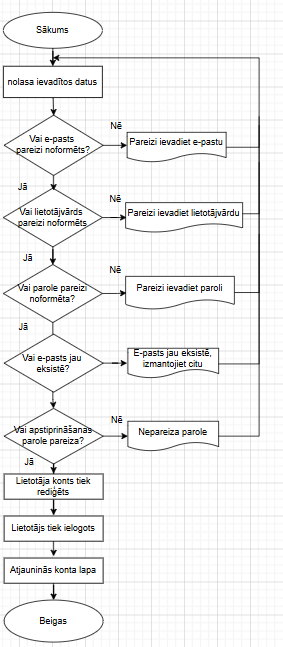 Sākums
nolasa ievadītos datus
Nē
Vai e-pasts
pareizi noformēts?
Pareizi ievadiet e-pastu
Jā
Nē
Vai lietotājvārds
pareizi noformēts
Pareizi ievadiet lietotājvārdu
Jā
Nē
Vai parole pareizi
noformēta?
Pareizi ievadiet paroli
Jā
Vai e-pasts jau
eksistē?
E-pasts jau eksistē,
izmantojiet citu
Nē
Vai apstiprināšanas
parole pareiza?
Nepareiza parole
Jā
Lietotāja konts tiek
rediģēts
Lietotājs tiek ielogots
Atjauninās konta lapa
Beigas